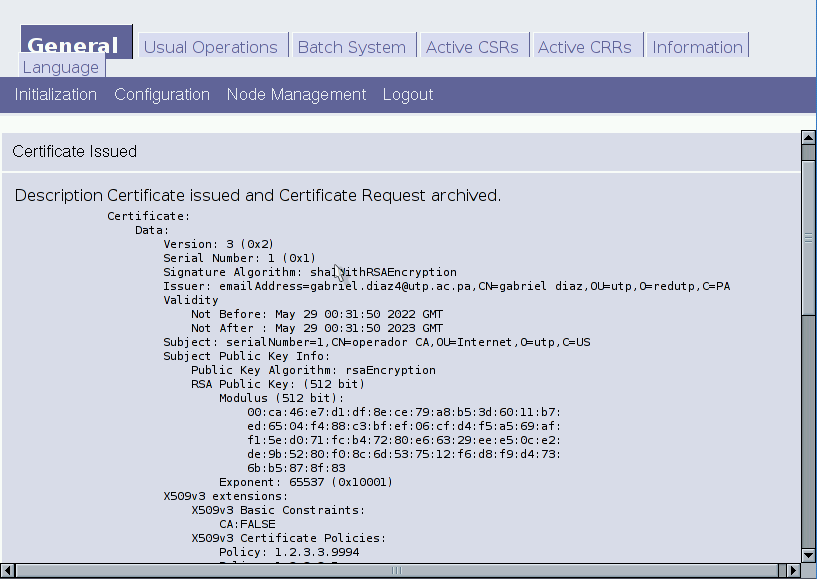 General
Usual Operations
Batch System
Active CSRs
Active CRRs
Information
Language
Initialization Configuration Node Management Logout
Certificate Issued
Description Certificate issued and Certificate Request archived.
Certificate:
Data:
Version: 3 (0x2)
Serial Number: 1 (0x1)
Signature Algorithm:
Issuer: emailAddress=gabriel.diaz4@utp.ac.pa,CN=gabriel diaz,OU=utp,O=redutp,C=PA
Validity
Not Before: May 29 00:31:50 2022 GMT
Not After : May 29 00:31:50 2023 GMT
Subject: serialNumber=1,CN=operador CA,OU=Internet,O=utp,C=US
Subject Public Key Info:
Public Key Algorithm: rsaEncryption
RSA Public Key: (512 bit)
Modulus (512 bit):
00:ca:46:e7:d1:df:8e:ce:79:a8:b5:3d:60:11:b7:
ed:65:04:f4:88:c3:bf:ef:06:cf:d4:f5:a5:69:af:
f1:5e:d0:71:fc:b4:72:80:e6:63:29:ee:e5:0c:e2:
de:9b:52:80:f0:8c:6d:53:75:12:f6:d8:f9:d4:73:
6b:b5:87:8f:83
Exponent: 65537 (0x10001)
X509v3 extensions:
X509v3 Basic Constraints:
CA:FALSE
X509v3 Certificate Policies:
Policy: 1.2.3.3.9994